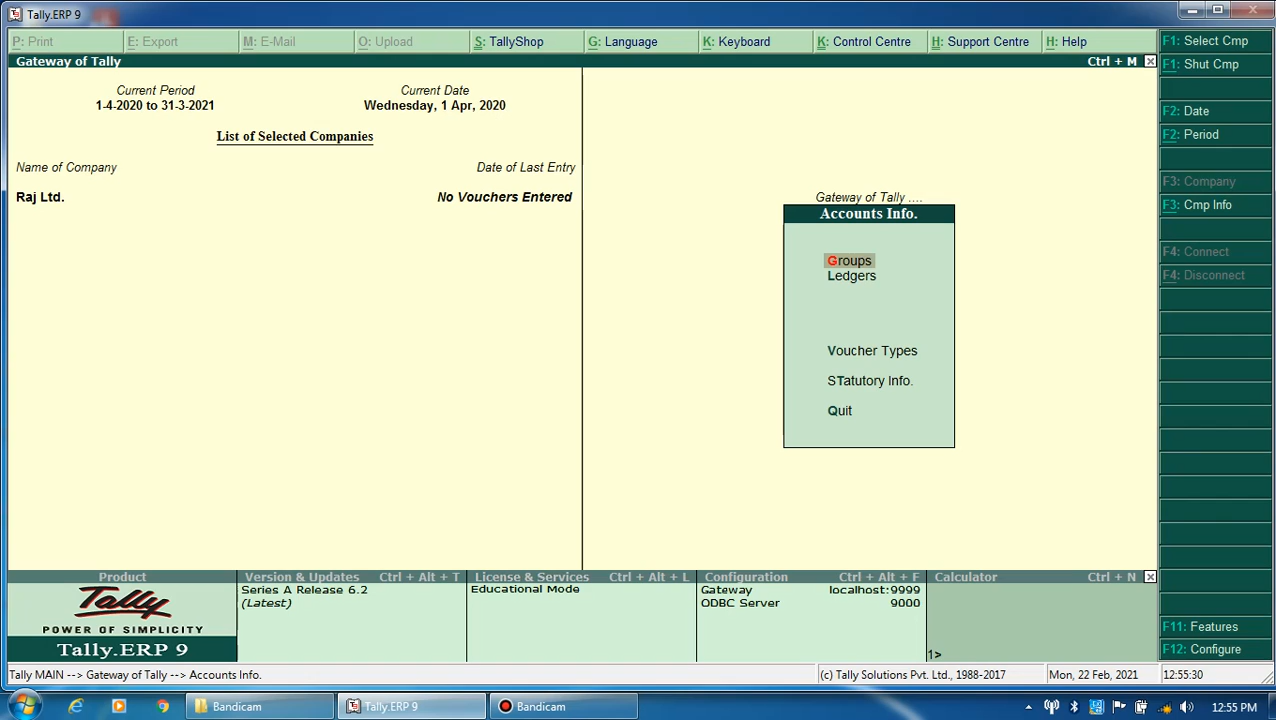 Tally.ERP 9
P: Print E: Export M: E-Mail O: Upload S: TallyShop G: Language K: Keyboard K: Control Centre H: Support Centre H: Help
Gateway of Tally Ctrl + M
Current Period Current Date
1-4-2020 to 31-3-2021 Wednesday, 1 Apr, 2020
List of Selected Companies
Name of Company Date of Last Entry
Raj Ltd. No Vouchers Entered
Gateway of Tally ....
Accounts Info.
Groups
Ledgers
Voucher Types
STatutory Info.
Quit
F1: Select Cmp
F1: Shut Cmp
F2: Date
F2: Period
F3: Company
F3: Cmp Info
F4: Connect
F4: Disconnect
F11: Features
F12: Configure
Product
Tally
POWER OF SIMPLICITY
Tally.ERP 9
Version & Updates Ctrl + Alt + T
Series A Release 6.2
(Latest)
License & Services Ctrl + Alt + L
Educational Mode
Configuration Ctrl + Alt + F
Gateway localhost:9999
ODBC Server 9000
Calculator Ctrl + N
1>
Tally MAIN --> Gateway of Tally --> Accounts Info. (c) Tally Solutions Pvt. Ltd., 1988-2017 Mon, 22 Feb, 2021 12:55:30
Bandicam Tally.ERP 9 Bandicam 12:55 PM